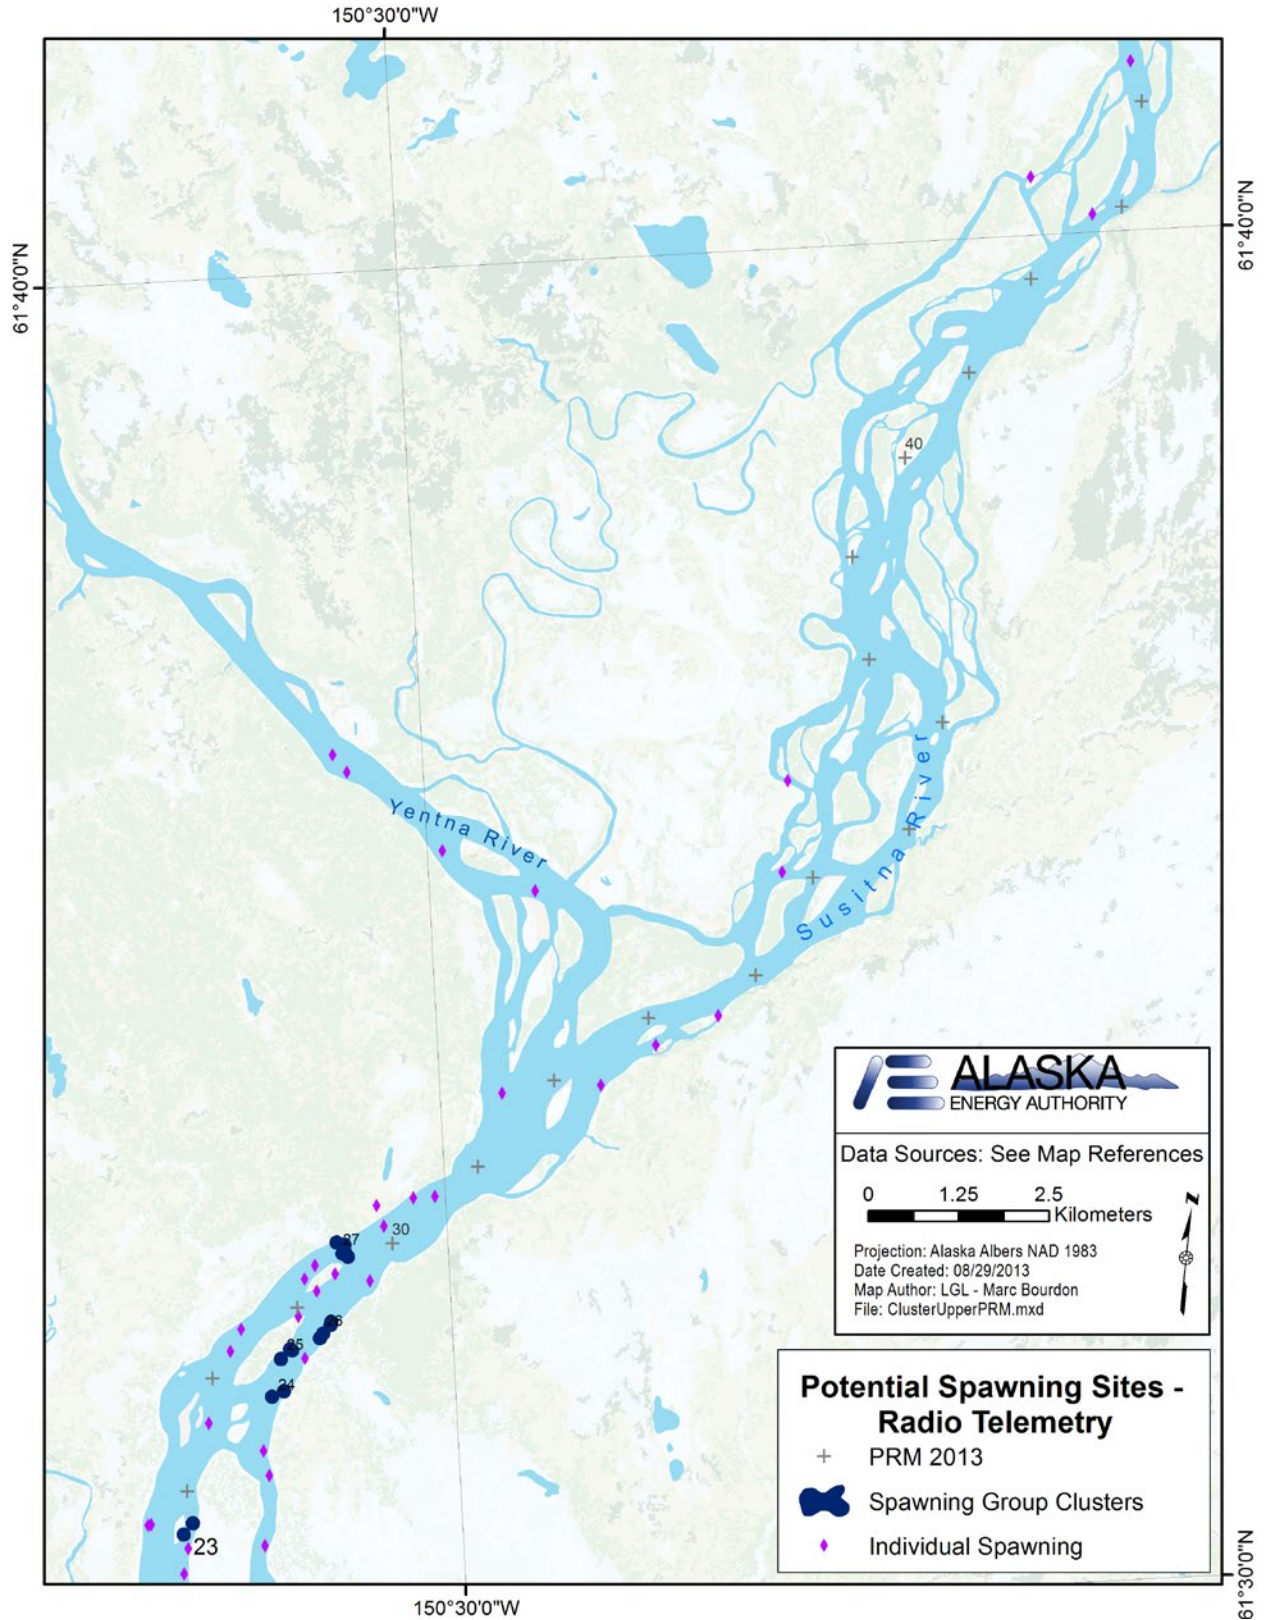 150°30'0"W
61°40'0"N
61°40'0"N
40
Yentna River
Susitna River
ALASKA
ENERGY AUTHORITY
Data Sources: See Map References
0 1.25 2.5
Kilometers
N
Projection: Alaska Albers NAD 1983
Date Created: 08/29/2013
Map Author: LGL - Marc Bourdon
File: ClusterUpperPRM.mxd
30
27
26
25
24
23
Potential Spawning Sites -
Radio Telemetry
PRM 2013
Spawning Group Clusters
Individual Spawning
150°30'0"W
61°30'0"N